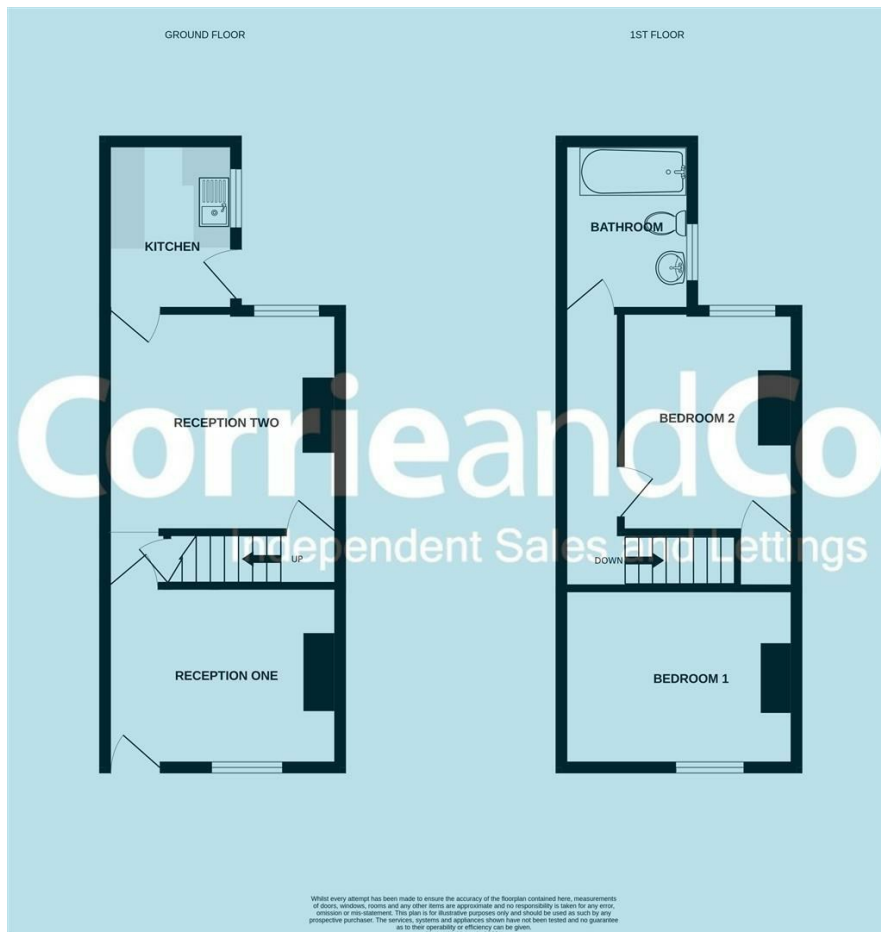 GROUND FLOOR
1ST FLOOR
KITCHEN
BATHROOM
RECEPTION TWO
BEDROOM 2
CorrieandCo
Independent Sales and Lettings
UP
DOWN
RECEPTION ONE
BEDROOM 1
Whilst every attempt has been made to ensure the accuracy of the floorplan contained here, measurements
of doors, windows, rooms and any other items are approximate and no responsibility is taken for any error,
omission or mis-statement. This plan is for illustrative purposes only and should be used as such by any
prospective purchaser. The services, systems and appliances shown have not been tested and no guarantee
as to their operability or efficiency can be given.